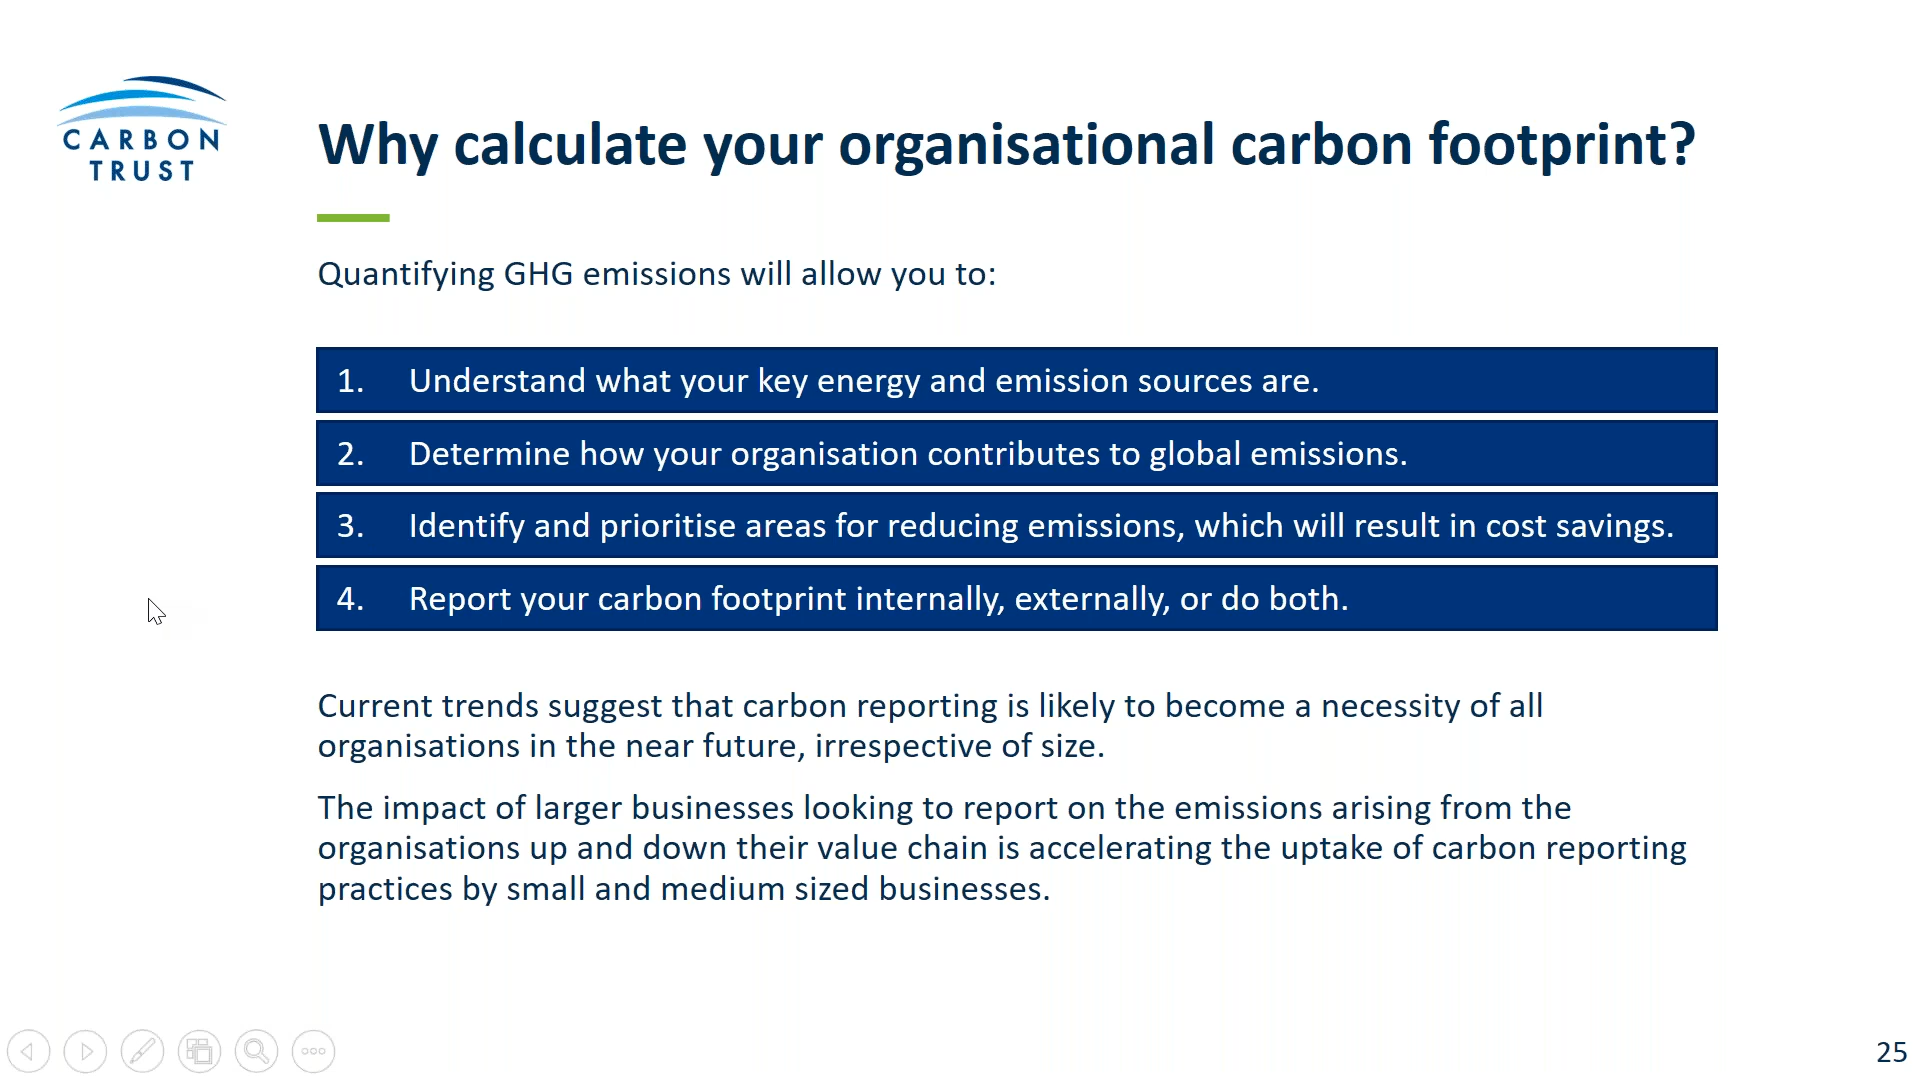 CARBON
TRUST
Why calculate your organisational carbon footprint?
Quantifying GHG emissions will allow you to:
1. Understand what your key energy and emission sources are.
2. Determine how your organisation contributes to global emissions.
3. Identify and prioritise areas for reducing emissions, which will result in cost savings.
4. Report your carbon footprint internally, externally, or do both.
Current trends suggest that carbon reporting is likely to become a necessity of all
organisations in the near future, irrespective of size.
The impact of larger businesses looking to report on the emissions arising from the
organisations up and down their value chain is accelerating the uptake of carbon reporting
practices by small and medium sized businesses.
25